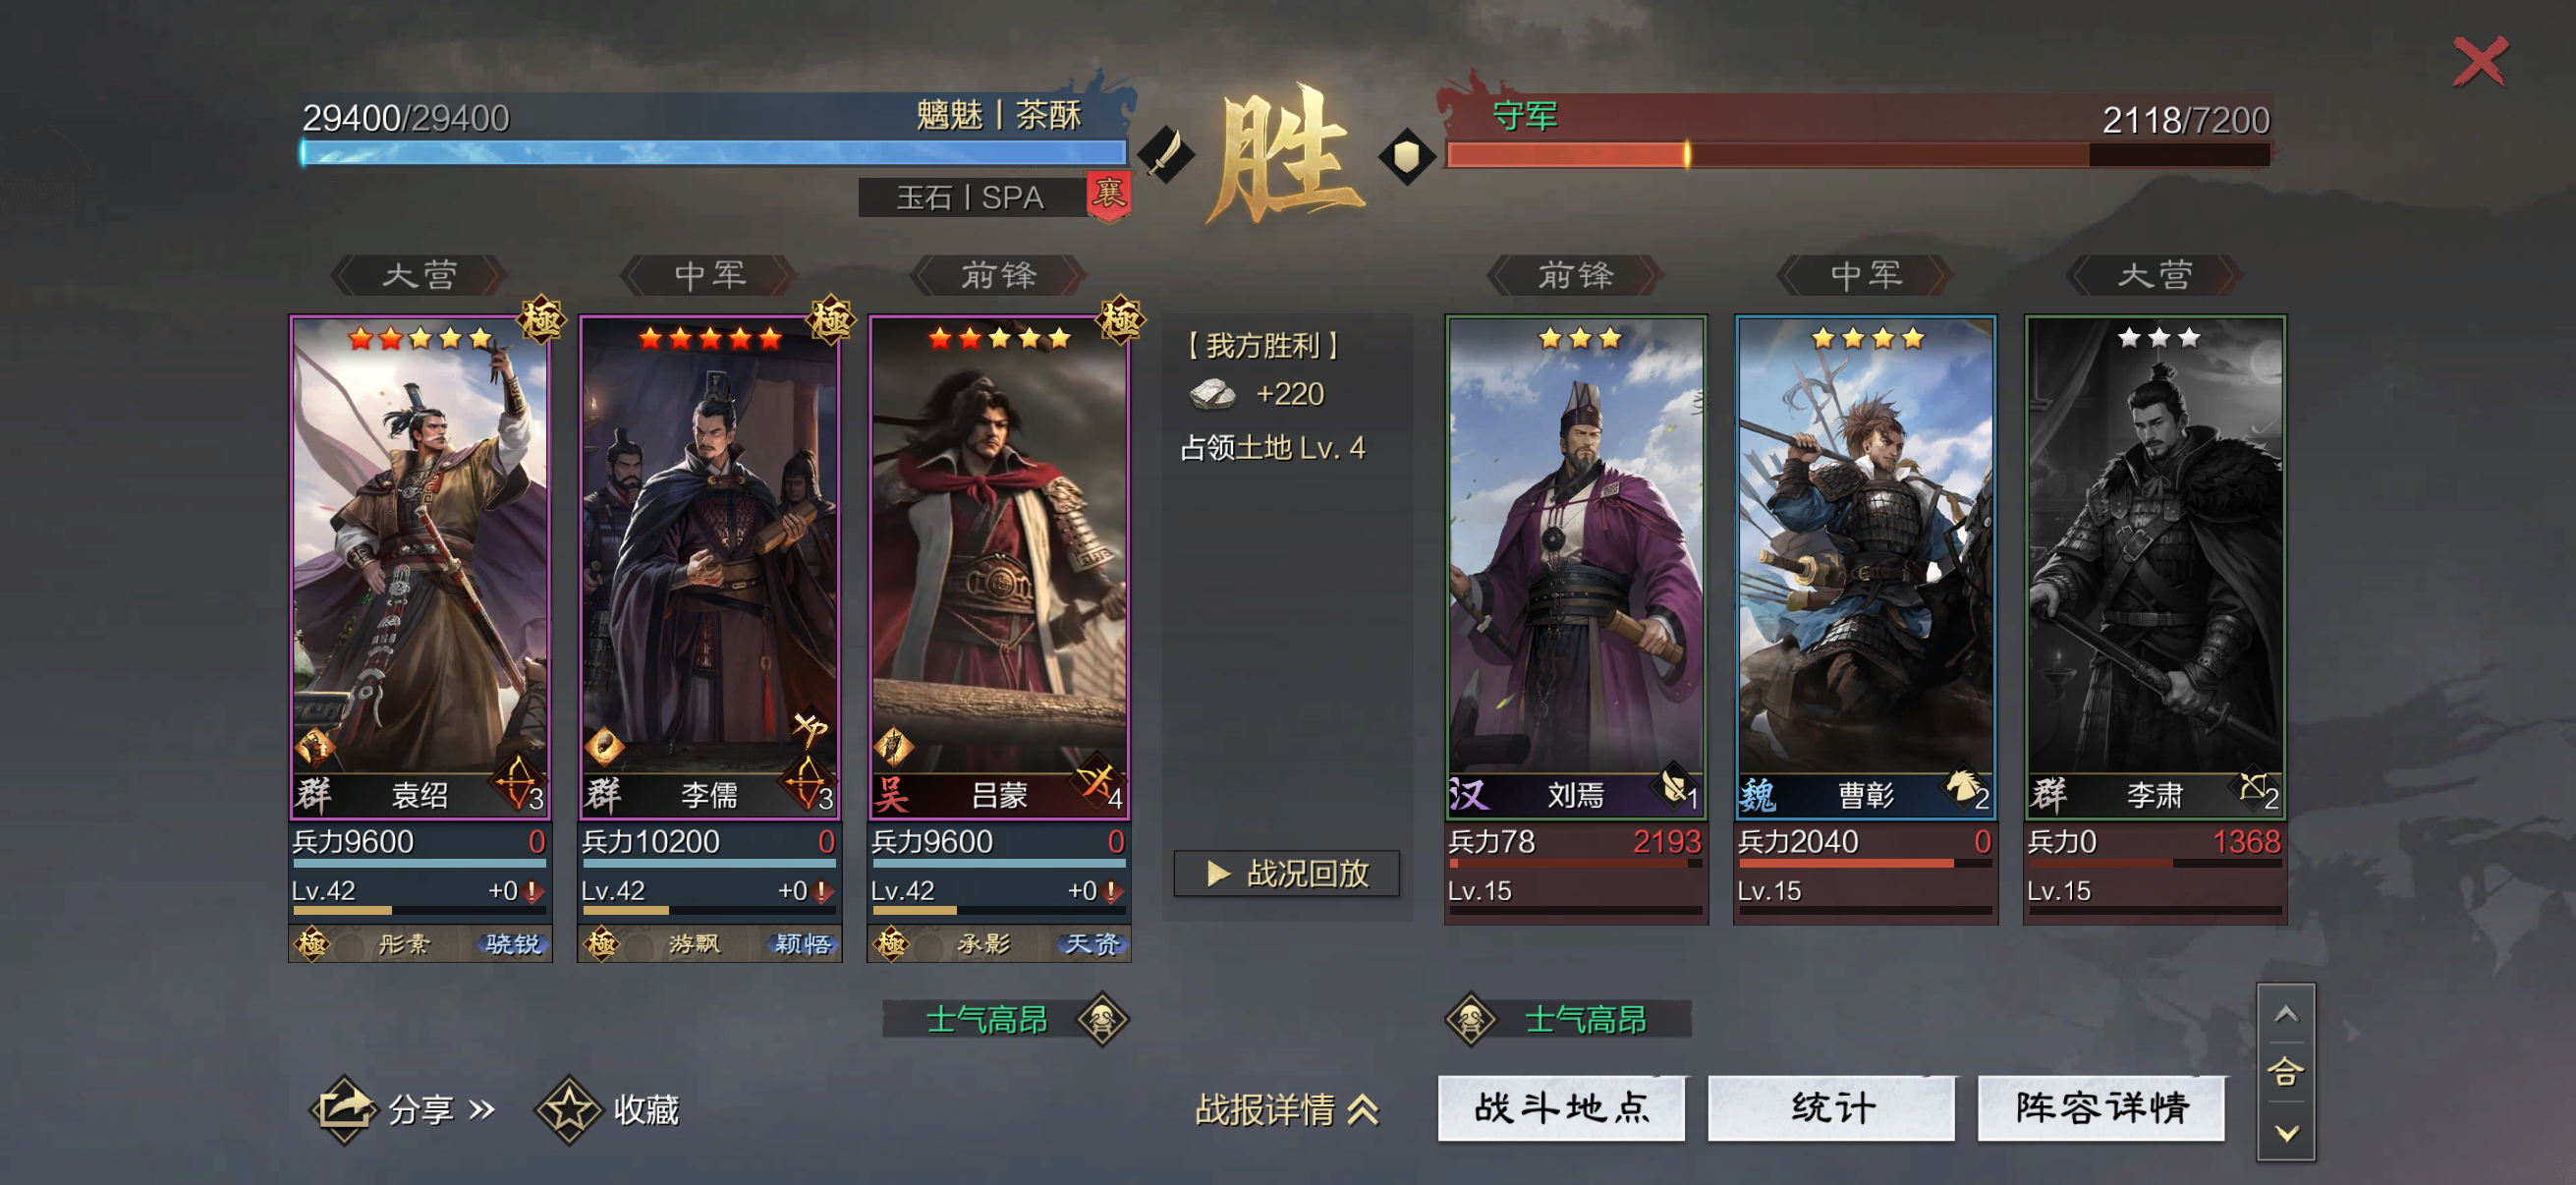 29400/29400
魑魅丨茶酥
胜
守军
2118/7200
玉石丨SPA
襄
大营
中军
前锋
前锋
中军
大营
極
極
極
【我方胜利】
+220
占领土地 Lv. 4
群 袁绍 3
群 李儒 3
吴 吕蒙 4
汉 刘焉 1
魏 曹彰 2
群 李肃 2
兵力9600 0
兵力10200 0
兵力9600 0
兵力78 2193
兵力2040 0
兵力0 1368
战况回放
Lv.42 +0
Lv.42 +0
Lv.42 +0
Lv.15
Lv.15
Lv.15
極 彤素 骁锐
極 游飘 颖悟
極 承影 天资
士气高昂
士气高昂
分享
收藏
战报详情
战斗地点
统计
阵容详情
合